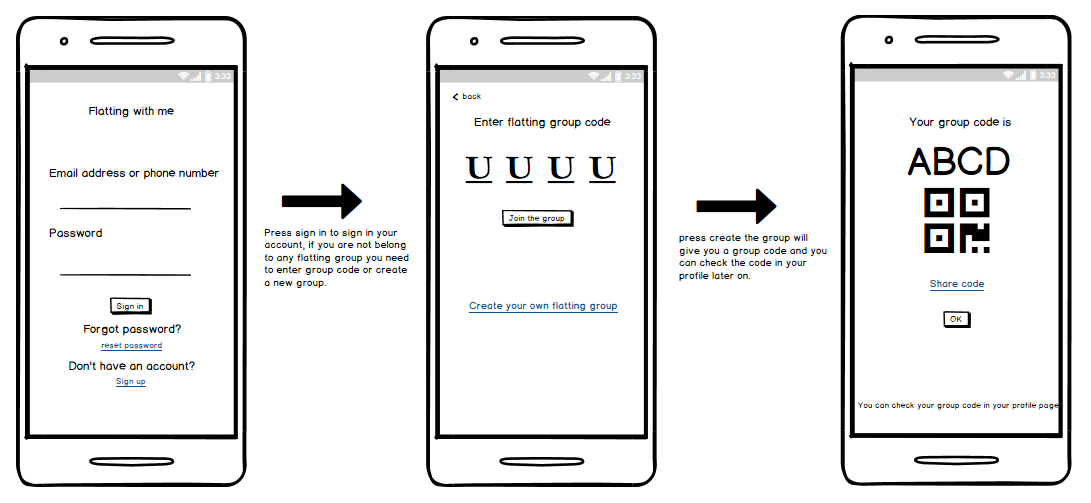 3:33
Flatting with me
Email address or phone number
Password
Sign in
Forgot password?
reset password
Don't have an account?
Sign up
Press sign in to sign in your
account, if you are not belong
to any flatting group you need
to enter group code or create
a new group.
3:33
< back
Enter flatting group code
U U U U
Join the group
Create your own flatting group
press create the group will
give you a group code and you
can check the code in your
profile later on.
3:33
Your group code is
ABCD
Share code
OK
You can check your group code in your profile page